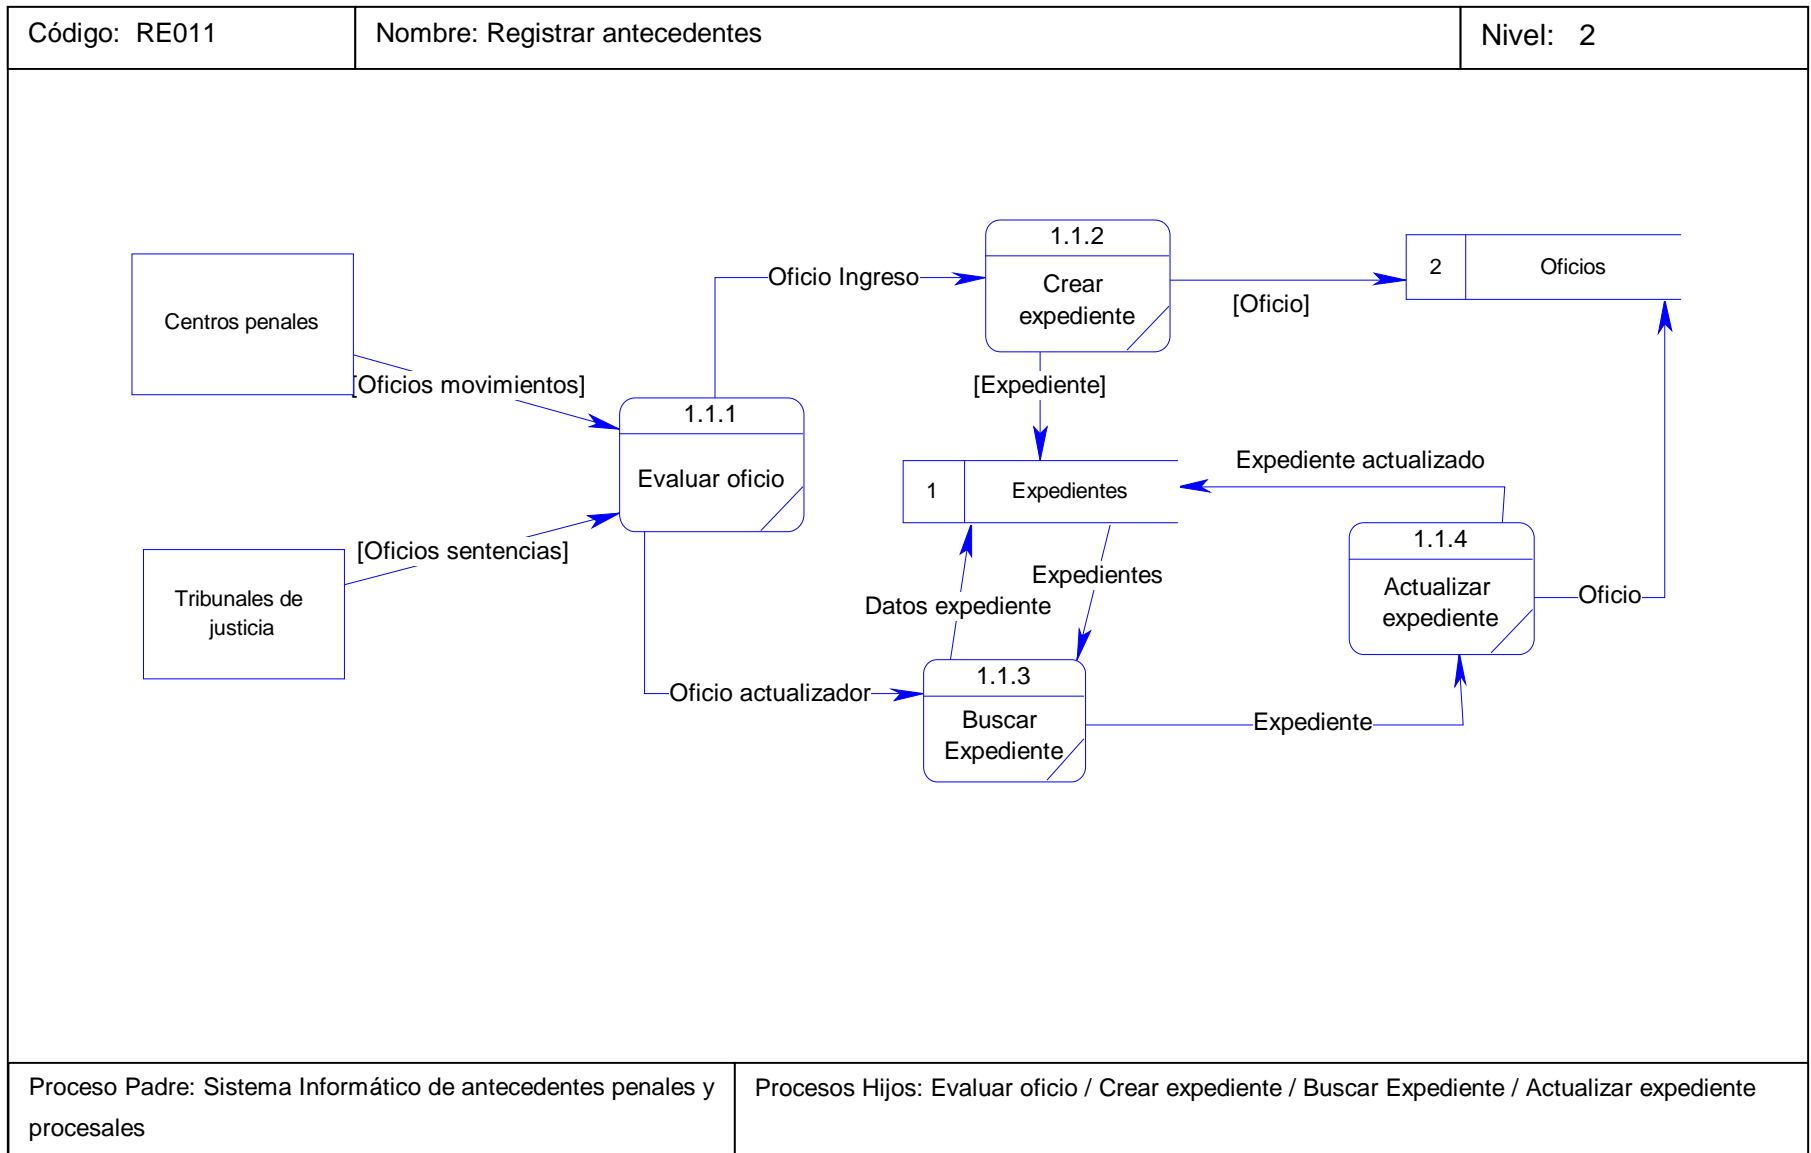 Código: RE011
Nombre: Registrar antecedentes
Nivel: 2
1.1.2
Crear
expediente
Oficio Ingreso
[Oficio]
2
Oficios
Centros penales
[Oficios movimientos]
[Expediente]
1.1.1
Evaluar oficio
Expediente actualizado
1
Expedientes
[Oficios sentencias]
1.1.4
Actualizar
expediente
Oficio
Tribunales de
justicia
Expedientes
Datos expediente
1.1.3
Buscar
Expediente
Oficio actualizador
Expediente
Proceso Padre: Sistema Informático de antecedentes penales y
procesales
Procesos Hijos: Evaluar oficio / Crear expediente / Buscar Expediente / Actualizar expediente